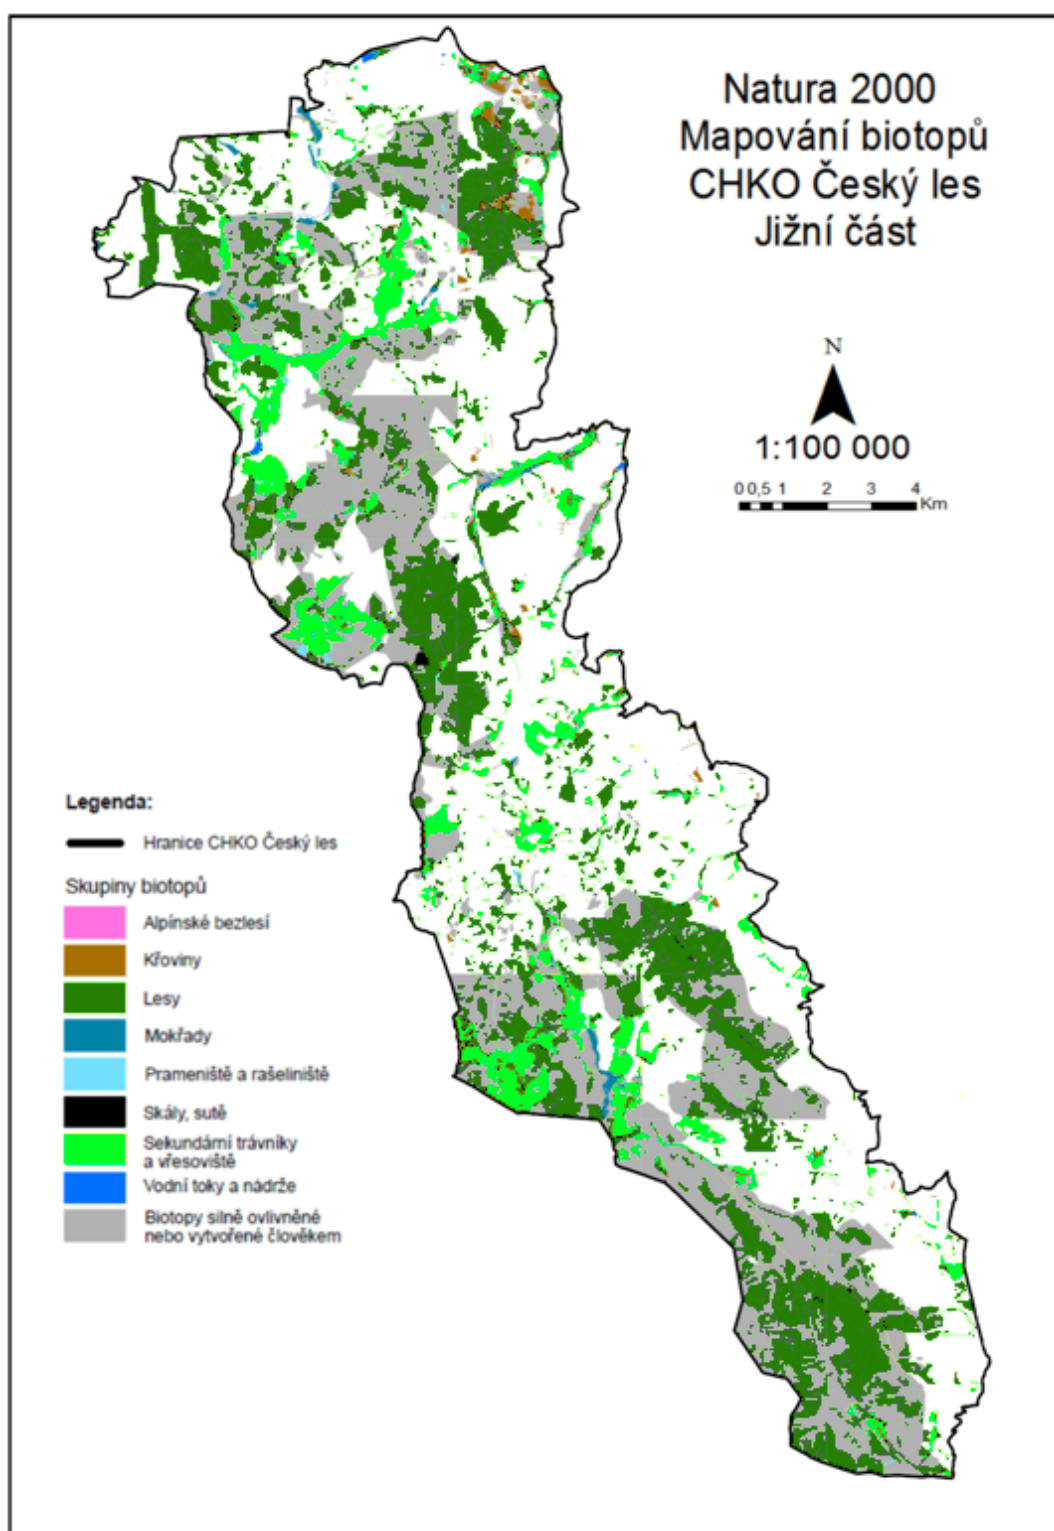 Natura 2000
Mapování biotopů
CHKO Český les
Jižní část
N
1:100 000
0 0,5 1 2 3 4
Km
Legenda:
Hranice CHKO Český les
Skupiny biotopů
Alpínské bezlesí
Křoviny
Lesy
Mokřady
Prameniště a rašeliniště
Skály, sutě
Sekundární trávníky
a vřesoviště
Vodní toky a nádrže
Biotopy silně ovlivněné
nebo vytvořené člověkem